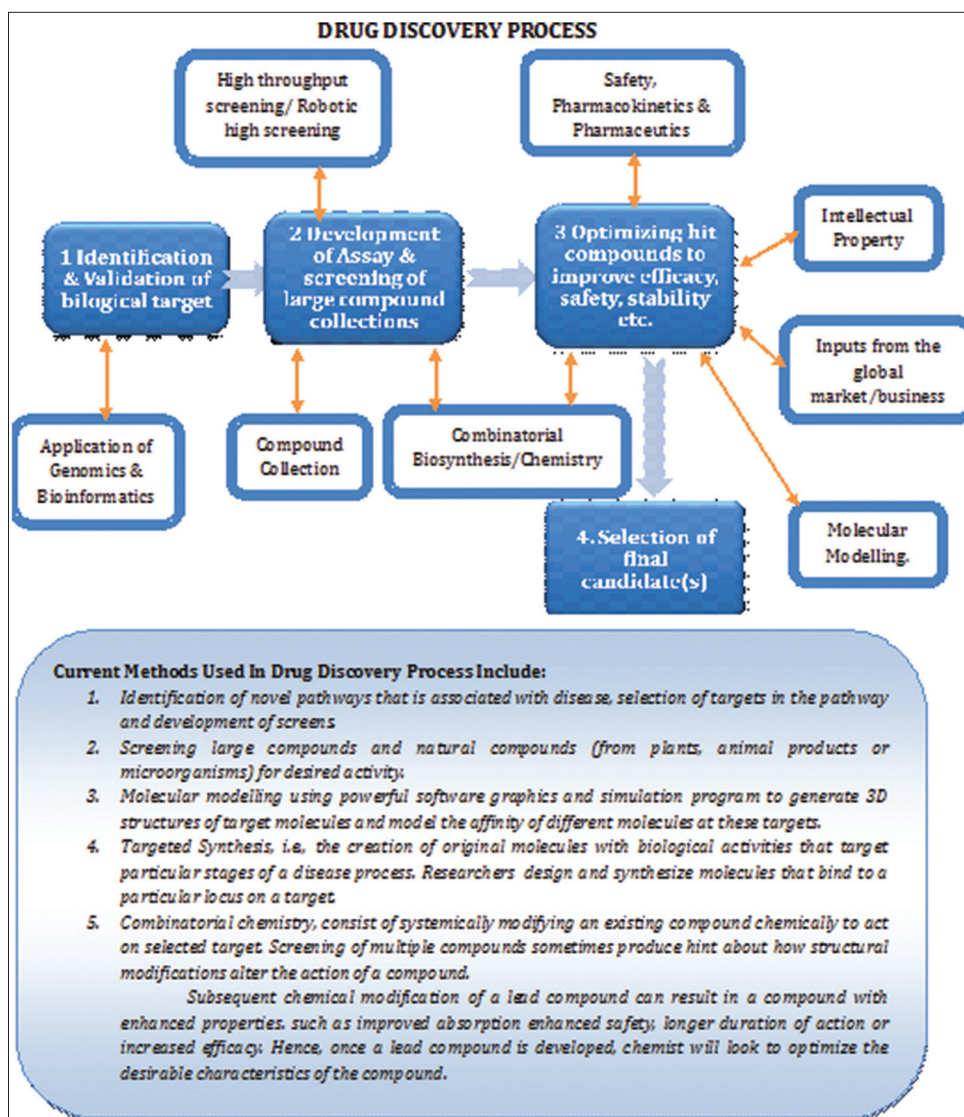 DRUG DISCOVERY PROCESS
High throughput
screening/ Robotic
high screening
Safety,
Pharmacokinetics &
Pharmaceutics
1 Identification
& Validation of
bilogical target
2 Development
of Assay &
screening of
large compound
collections
3 Optimizing hit
compounds to
improve efficacy,
safety, stability
etc.
Intellectual
Property
Inputs from the
global
market/business
Application of
Genomics &
Bioinformatics
Compound
Collection
Combinatorial
Biosynthesis/Chemistry
4. Selection of
final
candidate(s)
Molecular
Modelling.
Current Methods Used In Drug Discovery Process Include:
1. Identification of novel pathways that is associated with disease, selection of targets in the pathway
and development of screens.
2. Screening large compounds and natural compounds (from plants, animal products or
microorganisms) for desired activity.
3. Molecular modelling using powerful software graphics and simulation program to generate 3D
structures of target molecules and model the affinity of different molecules at these targets.
4. Targeted Synthesis, i.e., the creation of original molecules with biological activities that target
particular stages of a disease process. Researchers design and synthesize molecules that bind to a
particular locus on a target.
5. Combinatorial chemistry, consist of systemically modifying an existing compound chemically to act
on selected target. Screening of multiple compounds sometimes produce hint about how structural
modifications alter the action of a compound.
Subsequent chemical modification of a lead compound can result in a compound with
enhanced properties. such as improved absorption enhanced safety, longer duration of action or
increased efficacy. Hence, once a lead compound is developed, chemist will look to optimize the
desirable characteristics of the compound.